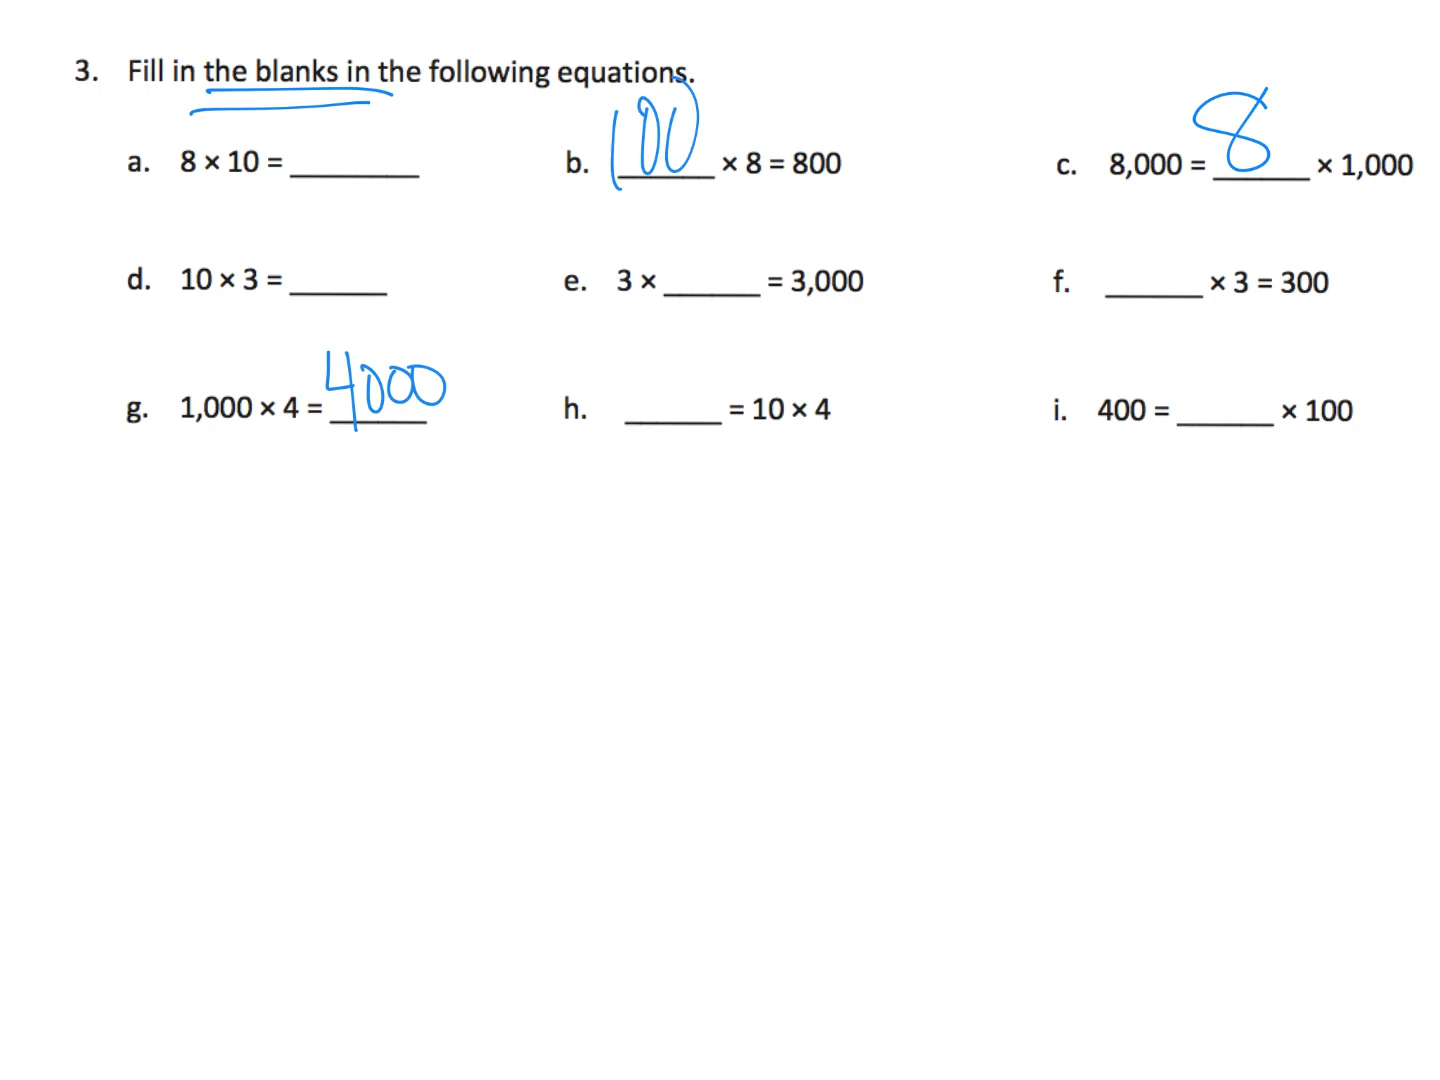 3. Fill in the blanks in the following equations.
a. 8 × 10 = ________ b. 100 × 8 = 800 c. 8,000 = 8 × 1,000
d. 10 × 3 = ______ e. 3 × ______ = 3,000 f. ______ × 3 = 300
g. 1,000 × 4 = 4000 h. ______ = 10 × 4 i. 400 = ______ × 100